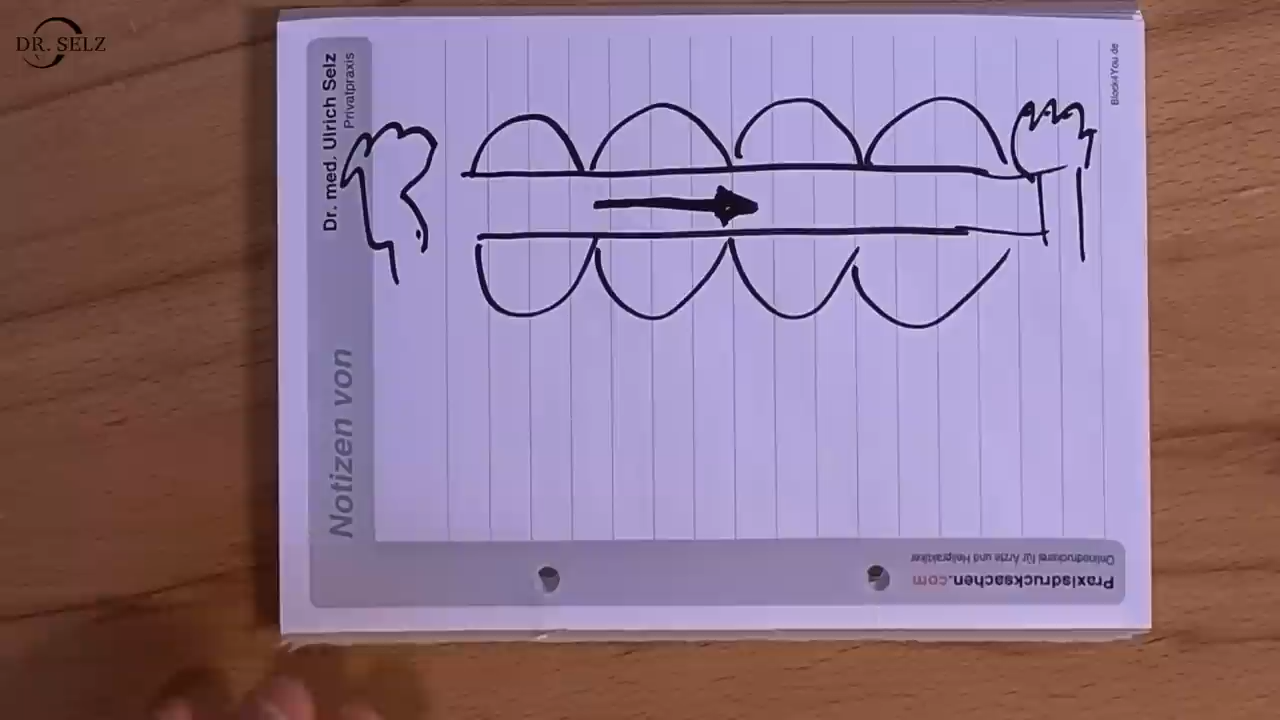 DR. SELZ
Dr. med. Ulrich Selz
Privatpraxis
Notizen von
Block4You.de
Praxisdrucksachen.com
Onlinedruckerei für Ärzte und Heilpraktiker